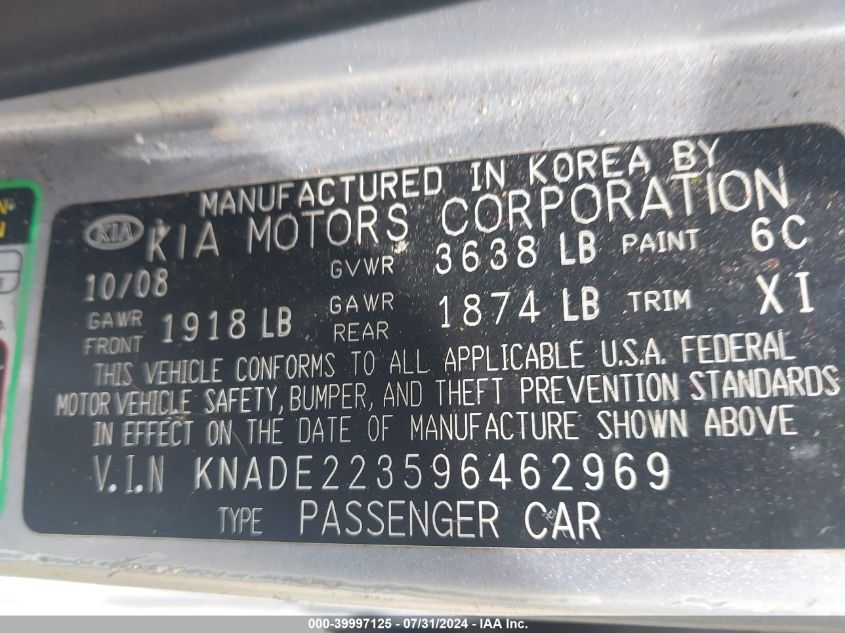 MANUFACTURED IN KOREA BY
KIA KIA MOTORS CORPORATION
10/08 GVWR 3638 LB PAINT 6C
GAWR FRONT 1918 LB GAWR REAR 1874 LB TRIM XI
THIS VEHICLE CONFORMS TO ALL APPLICABLE U.S.A. FEDERAL
MOTOR VEHICLE SAFETY, BUMPER, AND THEFT PREVENTION STANDARDS
IN EFFECT ON THE DATE OF MANUFACTURE SHOWN ABOVE
V.I.N KNADE223596462969
TYPE PASSENGER CAR
000-39997125 - 07/31/2024 - IAA Inc.